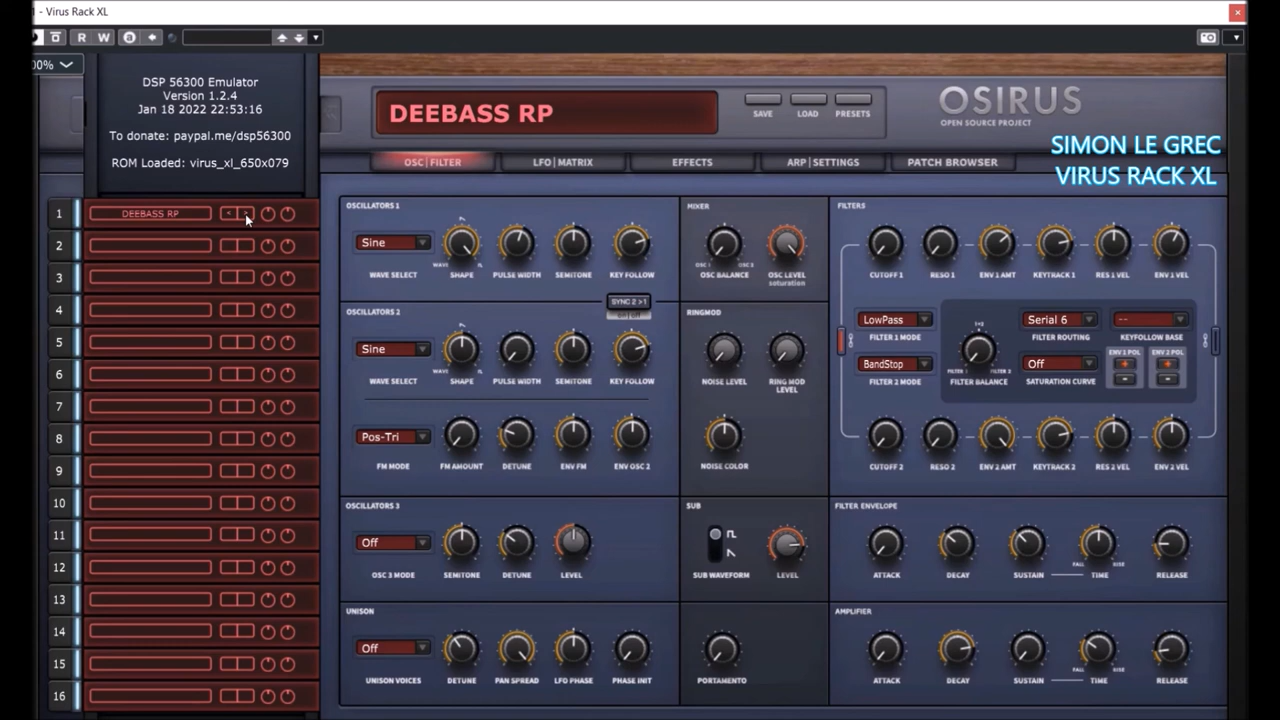 - Virus Rack XL
R W
00%
DSP 56300 Emulator
Version 1.2.4
Jan 18 2022 22:53:16
To donate: paypal.me/dsp56300
ROM Loaded: virus_xl_650x079
DEEBASS RP
SAVE LOAD PRESETS
OSIRUS
OPEN SOURCE PROJECT
SIMON LE GREC
VIRUS RACK XL
OSC|FILTER LFO|MATRIX EFFECTS ARP|SETTINGS PATCH BROWSER
1 DEEBASS RP < >
2
3
4
5
6
7
8
9
10
11
12
13
14
15
16
OSCILLATORS 1
Sine
WAVE SELECT SHAPE PULSE WIDTH SEMITONE KEY FOLLOW
SYNC 2 >1
on | off
OSCILLATORS 2
Sine
WAVE SELECT SHAPE PULSE WIDTH SEMITONE KEY FOLLOW
Pos-Tri
FM MODE FM AMOUNT DETUNE ENV FM ENV OSC 2
OSCILLATORS 3
Off
OSC 3 MODE SEMITONE DETUNE LEVEL
UNISON
Off
UNISON VOICES DETUNE PAN SPREAD LFO PHASE PHASE INIT
MIXER
OSC BALANCE OSC LEVEL
saturation
RINGMOD
NOISE LEVEL RING MOD
LEVEL
NOISE COLOR
SUB
SUB WAVEFORM LEVEL
PORTAMENTO
FILTERS
CUTOFF 1 RESO 1 ENV 1 AMT KEYTRACK 1 RES 1 VEL ENV 1 VEL
LowPass Serial 6 --
FILTER 1 MODE FILTER ROUTING KEYFOLLOW BASE
BandStop Off ENV 1 POL ENV 2 POL
FILTER 2 MODE FILTER 1 FILTER 2 FILTER BALANCE SATURATION CURVE
CUTOFF 2 RESO 2 ENV 2 AMT KEYTRACK 2 RES 2 VEL ENV 2 VEL
FILTER ENVELOPE
FALL RISE
ATTACK DECAY SUSTAIN TIME RELEASE
AMPLIFIER
FALL RISE
ATTACK DECAY SUSTAIN TIME RELEASE